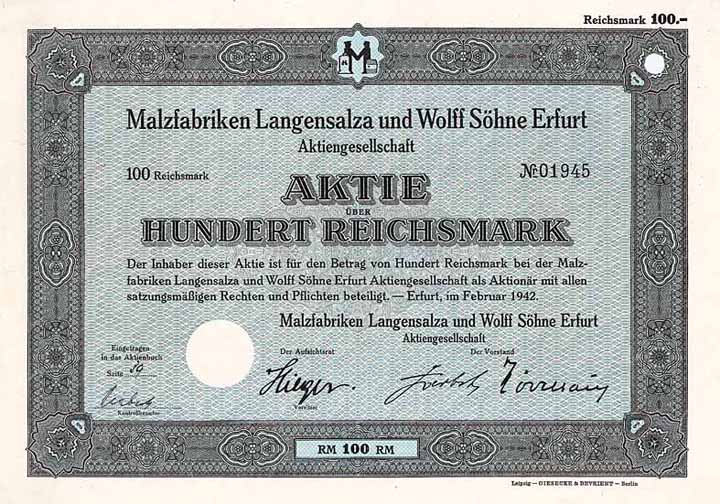 Reichsmark 100.–
M
Malzfabriken Langensalza und Wolff Söhne Erfurt
Aktiengesellschaft
100 Reichsmark
№ 01945
AKTIE
ÜBER
HUNDERT REICHSMARK
Der Inhaber dieser Aktie ist für den Betrag von Hundert Reichsmark bei der Malz-
fabriken Langensalza und Wolff Söhne Erfurt Aktiengesellschaft als Aktionär mit allen
satzungsmäßigen Rechten und Pflichten beteiligt. — Erfurt, im Februar 1942.
Malzfabriken Langensalza und Wolff Söhne Erfurt
Aktiengesellschaft
Eingetragen
in das Aktienbuch
Seite
Kontrollbeamter
Der Aufsichtsrat
Vorsitzer
Der Vorstand
RM 100 RM
Leipzig — GIESECKE & DEVRIENT — Berlin